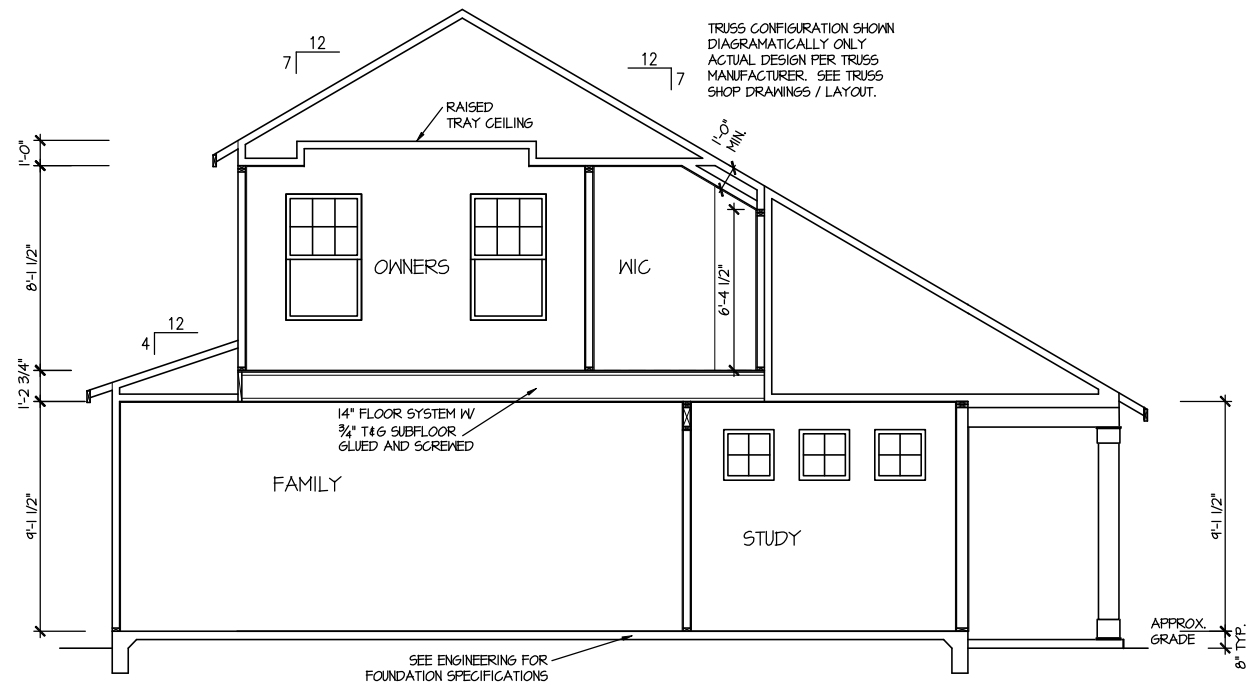 TRUSS CONFIGURATION SHOWN
DIAGRAMATICALLY ONLY
ACTUAL DESIGN PER TRUSS
MANUFACTURER. SEE TRUSS
SHOP DRAWINGS / LAYOUT.
12
7
12
7
RAISED
TRAY CEILING
1'-0"
MIN.
1'-0"
8'-1 1/2"
OWNERS
WIC
6'-4 1/2"
12
4
1'-2 3/4"
14" FLOOR SYSTEM W/
3/4" T&G SUBFLOOR
GLUED AND SCREWED
FAMILY
9'-1 1/2"
STUDY
9'-1 1/2"
APPROX.
GRADE
8" TYP.
SEE ENGINEERING FOR
FOUNDATION SPECIFICATIONS